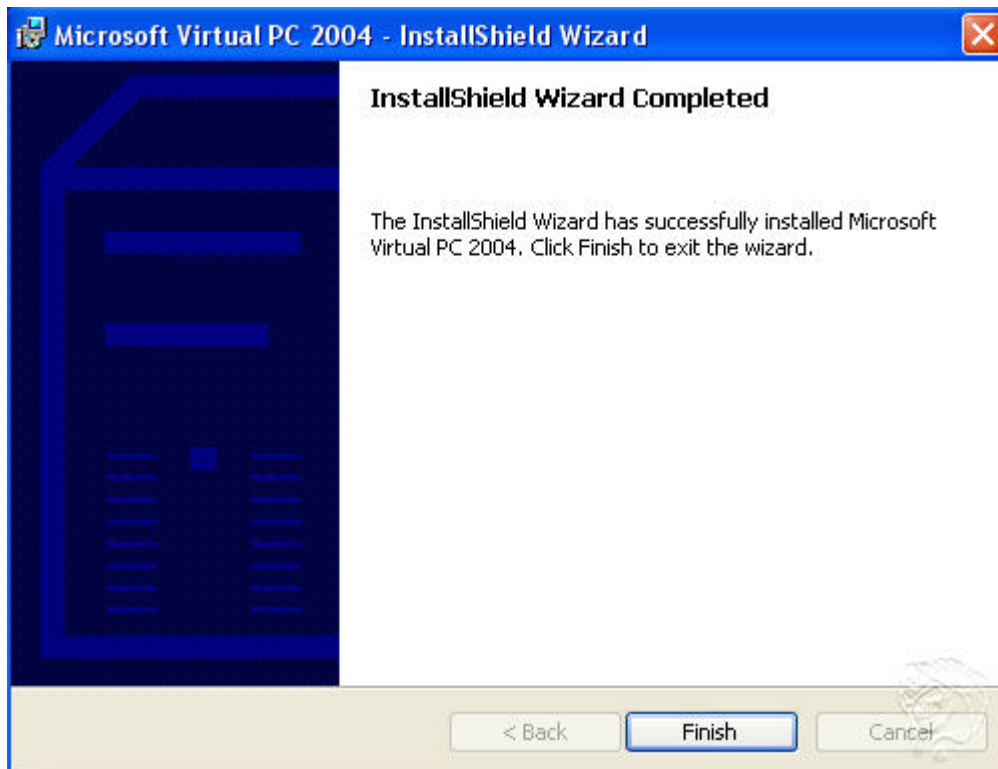 Microsoft Virtual PC 2004 - InstallShield Wizard
InstallShield Wizard Completed
The InstallShield Wizard has successfully installed Microsoft
Virtual PC 2004. Click Finish to exit the wizard.
< Back
Finish
Cancel